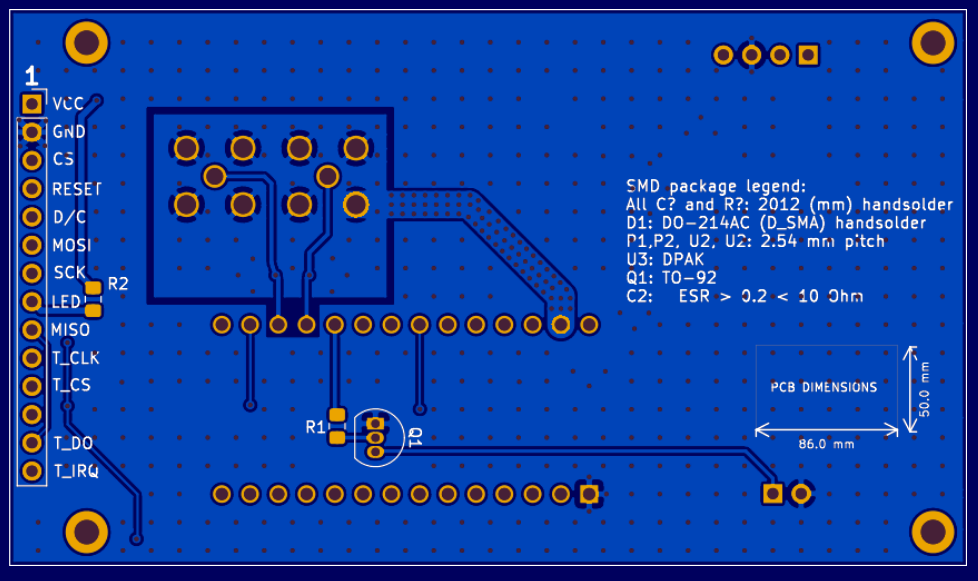 1
VCC
GND
CS
RESET
D/C
MOSI
SCK
LED
MISO
T_CLK
T_CS
T_DO
T_IRQ
R2
R1
Q1
SMD package legend:
All C? and R?: 2012 (mm) handsolder
D1: DO-214AC (D_SMA) handsolder
P1,P2, U2, U2: 2.54 mm pitch
U3: DPAK
Q1: TO-92
C2: ESR > 0.2 < 10 Ohm
PCB DIMENSIONS
50.0 mm
86.0 mm